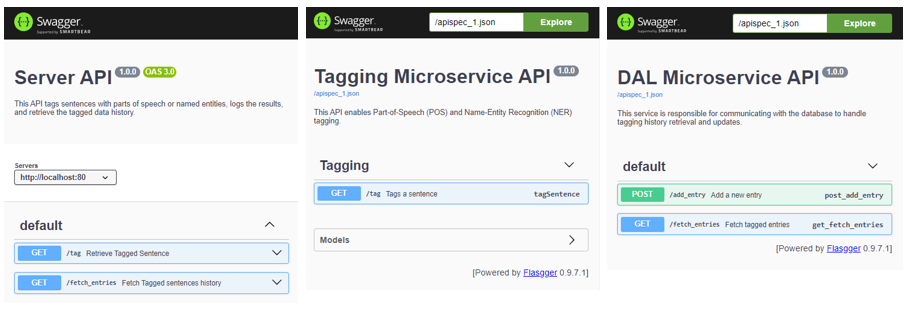 Swagger.
Supported by SMARTBEAR
Server API 1.0.0 OAS 3.0
This API tags sentences with parts of speech or named entities, logs the results,
and retrieve the tagged data history.
Servers
http://localhost:80
default
GET /tag Retrieve Tagged Sentence
GET /fetch_entries Fetch Tagged sentences history
Swagger.
Supported by SMARTBEAR
/apispec_1.json Explore
Tagging Microservice API 1.0.0
/apispec_1.json
This API enables Part-of-Speech (POS) and Name-Entity Recognition (NER)
tagging.
Tagging
GET /tag Tags a sentence tagSentence
Models
[Powered by Flasgger 0.9.7.1]
Swagger.
Supported by SMARTBEAR
/apispec_1.json Explore
DAL Microservice API 1.0.0
/apispec_1.json
This service is responsible for communicating with the database to handle
tagging history retrieval and updates.
default
POST /add_entry Add a new entry post_add_entry
GET /fetch_entries Fetch tagged entries get_fetch_entries
[Powered by Flasgger 0.9.7.1]